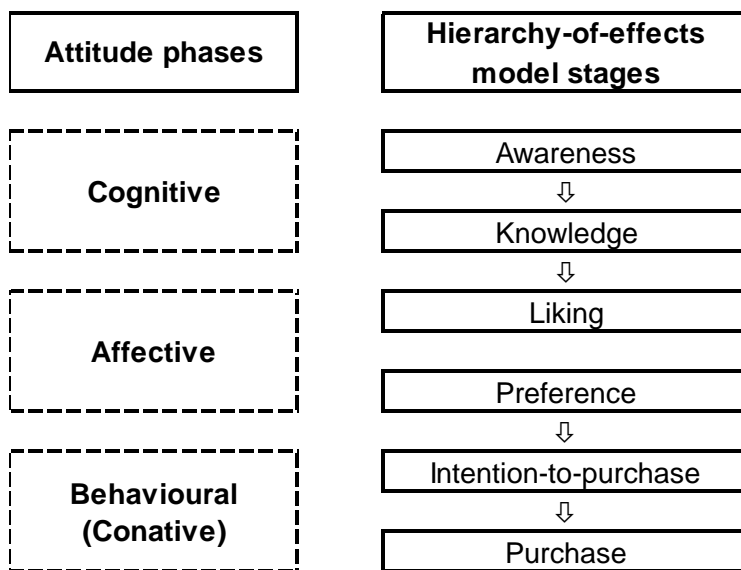 Attitude phases
Hierarchy-of-effects
model stages
Cognitive
Awareness
⇩
Knowledge
⇩
Liking
Affective
Preference
⇩
Behavioural
(Conative)
Intention-to-purchase
⇩
Purchase